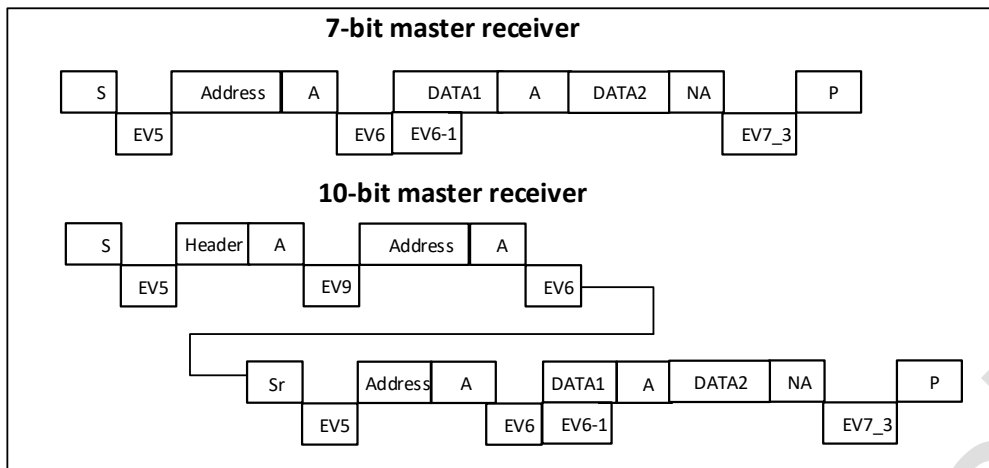 7-bit master receiver
S Address A DATA1 A DATA2 NA P
EV5 EV6 EV6-1 EV7_3
10-bit master receiver
S Header A Address A
EV5 EV9 EV6
Sr Address A DATA1 A DATA2 NA P
EV5 EV6 EV6-1 EV7_3